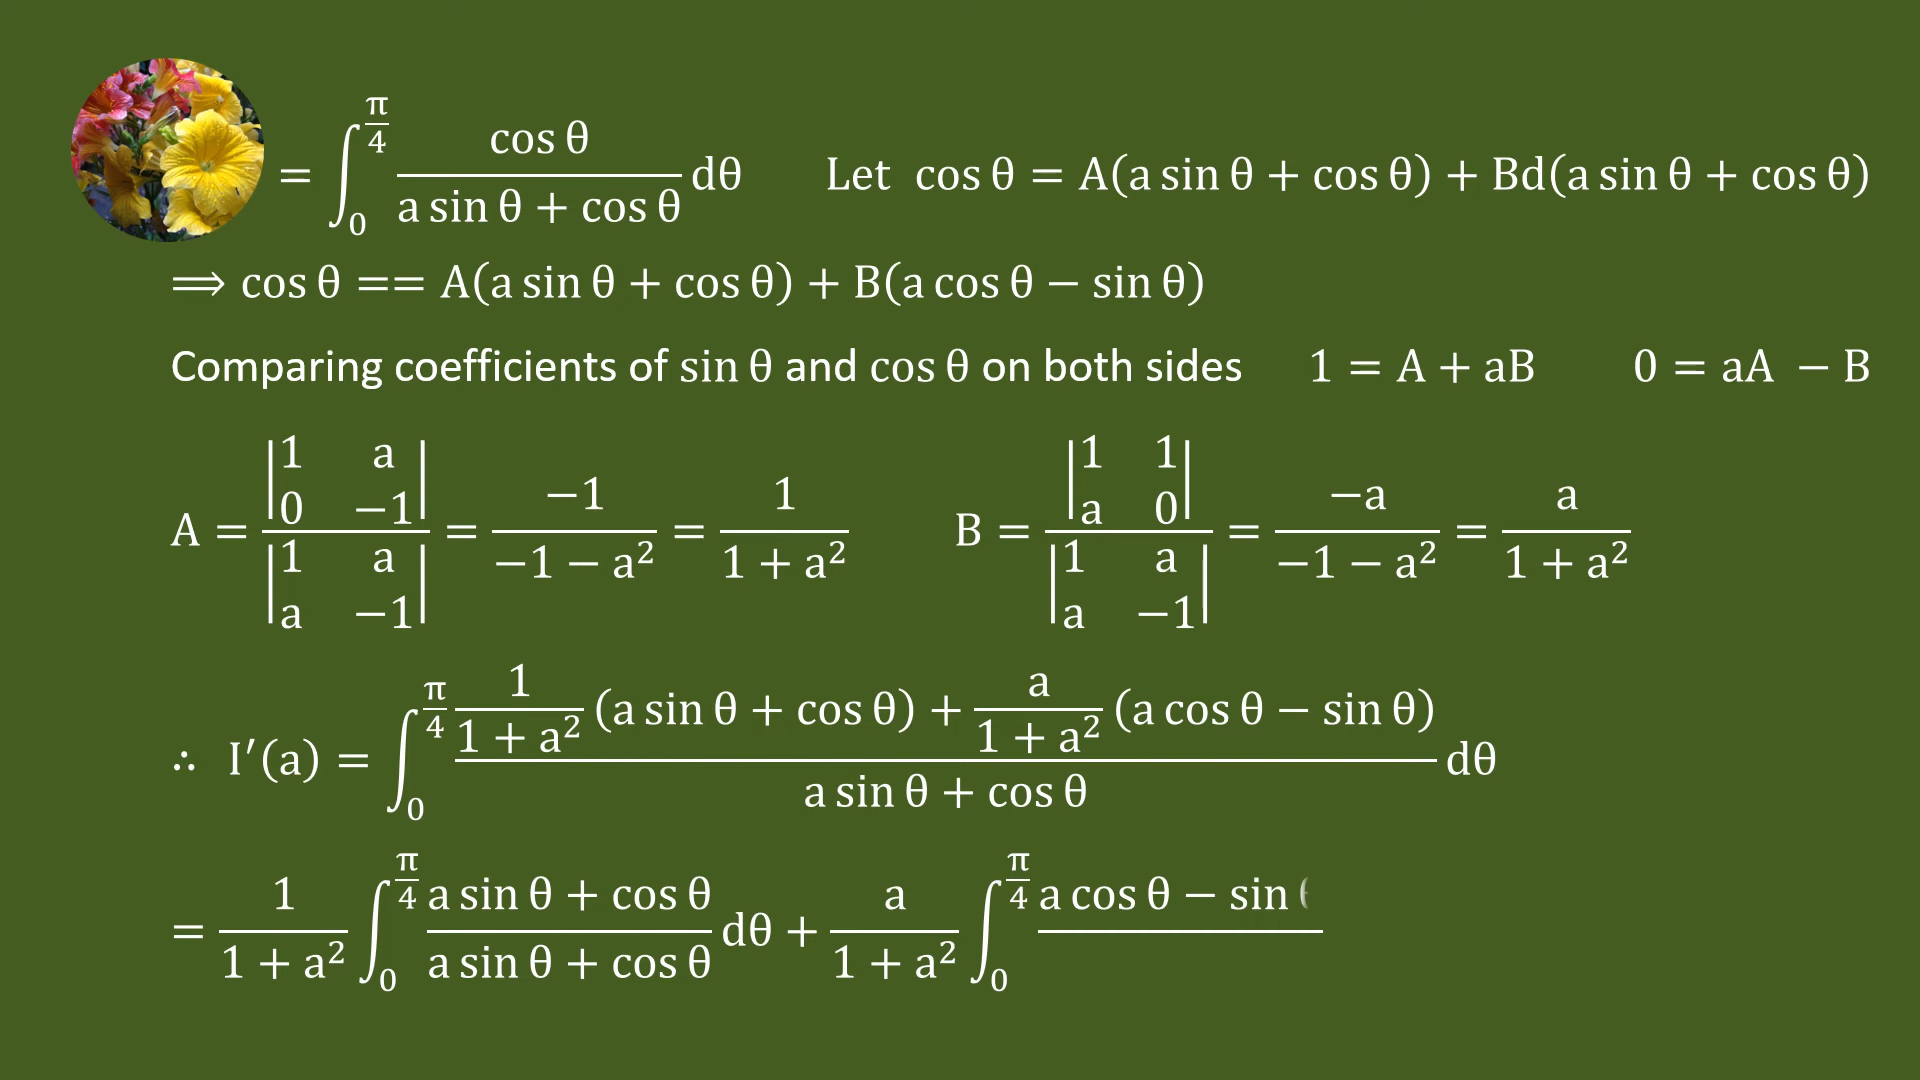 = ∫₀^(π/4) cos θ / (a sin θ + cos θ) dθ Let cos θ = A(a sin θ + cos θ) + Bd(a sin θ + cos θ)
⟹ cos θ == A(a sin θ + cos θ) + B(a cos θ − sin θ)
Comparing coefficients of sin θ and cos θ on both sides 1 = A + aB 0 = aA − B
A = |1 a; 0 −1| / |1 a; a −1| = −1 / (−1 − a²) = 1 / (1 + a²) B = |1 1; a 0| / |1 a; a −1| = −a / (−1 − a²) = a / (1 + a²)
∴ I′(a) = ∫₀^(π/4) [1/(1 + a²) (a sin θ + cos θ) + a/(1 + a²) (a cos θ − sin θ)] / (a sin θ + cos θ) dθ
= 1/(1 + a²) ∫₀^(π/4) (a sin θ + cos θ) / (a sin θ + cos θ) dθ + a/(1 + a²) ∫₀^(π/4) a cos θ − sin